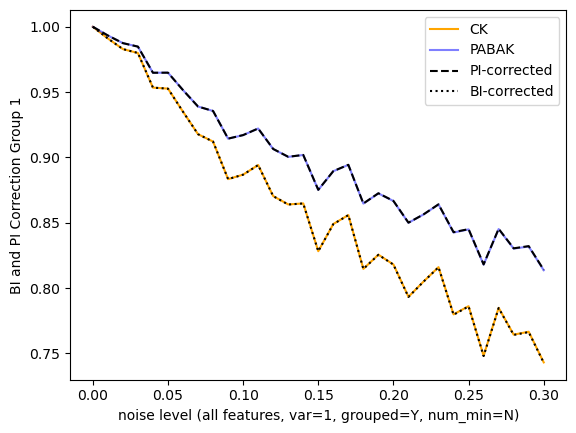 CK
PABAK
PI-corrected
BI-corrected
1.00
0.95
0.90
0.85
0.80
0.75
BI and PI Correction Group 1
0.00 0.05 0.10 0.15 0.20 0.25 0.30
noise level (all features, var=1, grouped=Y, num_min=N)